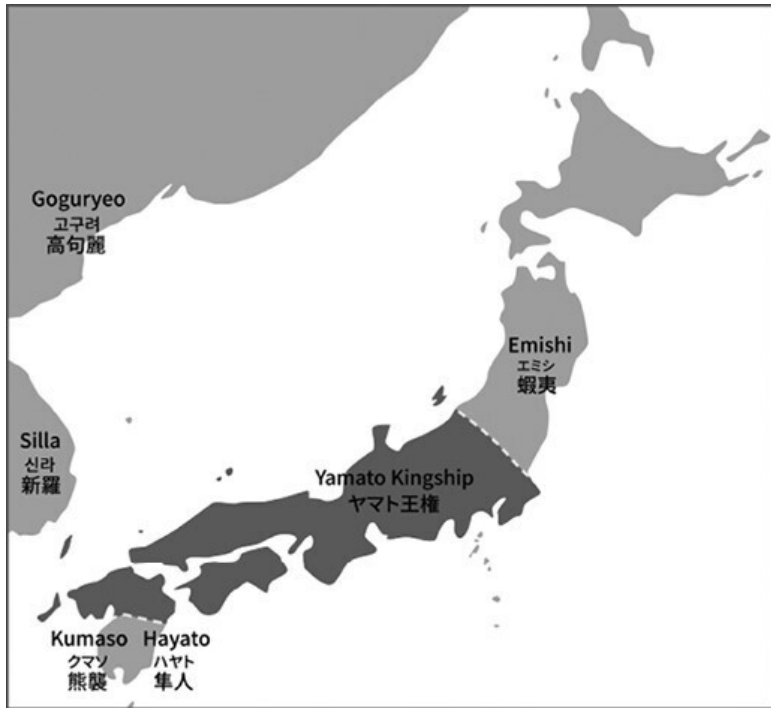 Goguryeo
고구려
高句麗
Emishi
エミシ
蝦夷
Silla
신라
新羅
Yamato Kingship
ヤマト王権
Kumaso
クマソ
熊襲
Hayato
ハヤト
隼人